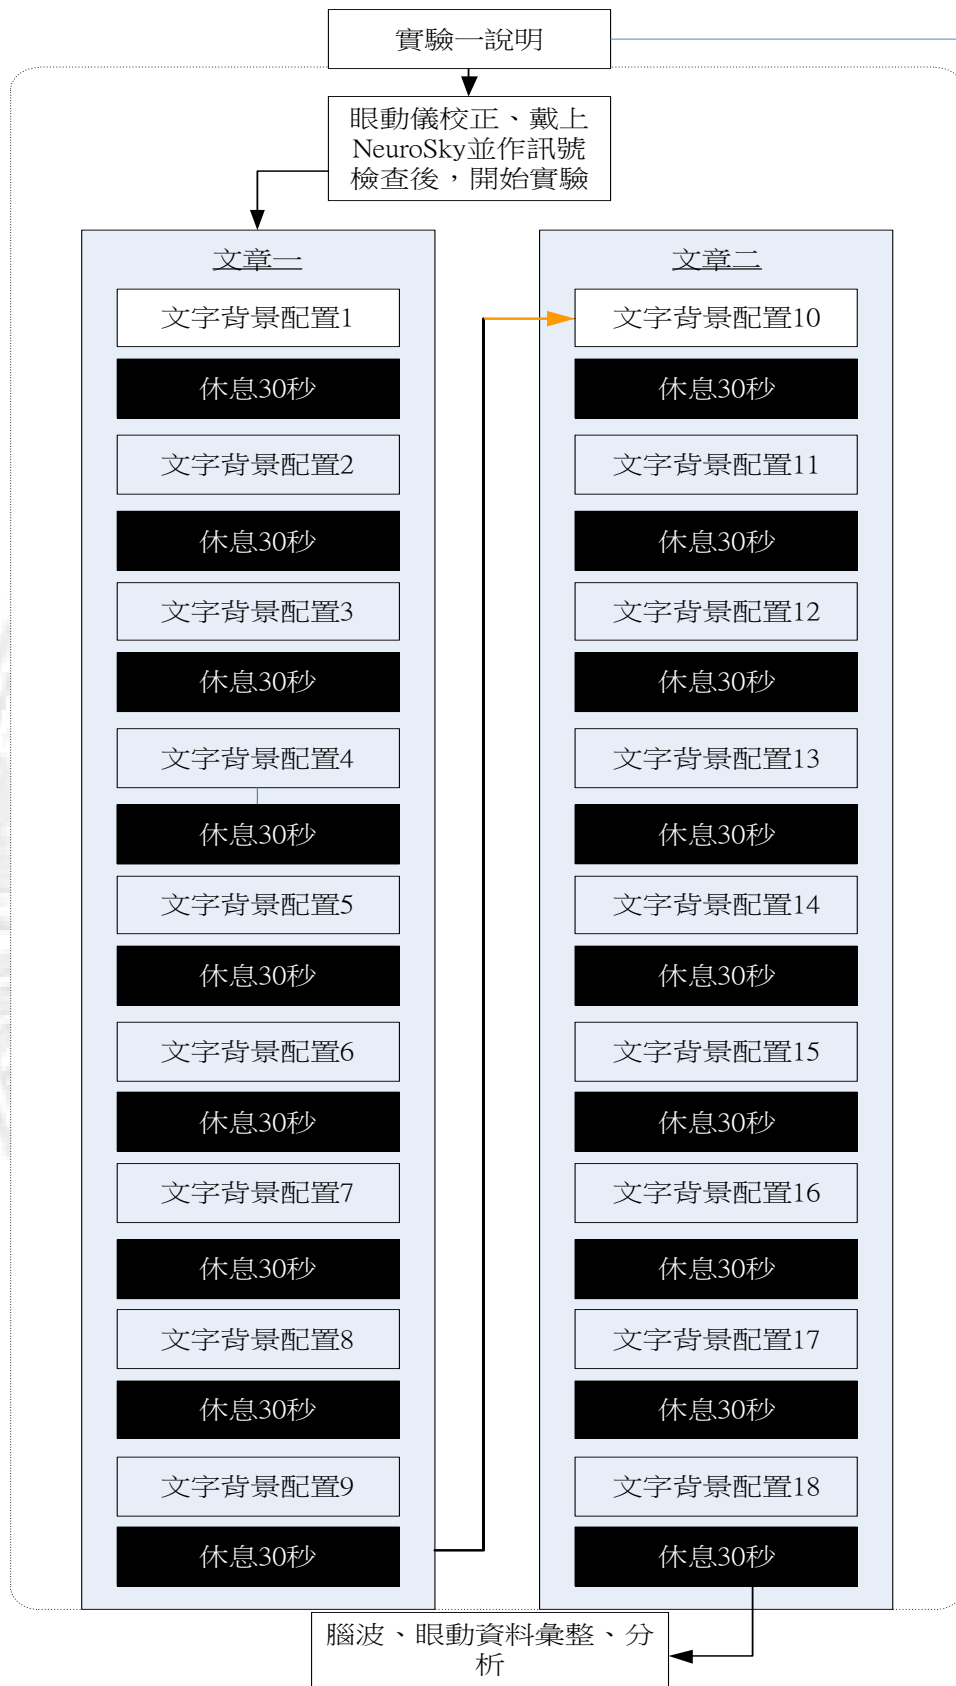 實驗一說明
眼動儀校正、戴上
NeuroSky並作訊號
檢查後，開始實驗
文章一
文字背景配置1
休息30秒
文字背景配置2
休息30秒
文字背景配置3
休息30秒
文字背景配置4
休息30秒
文字背景配置5
休息30秒
文字背景配置6
休息30秒
文字背景配置7
休息30秒
文字背景配置8
休息30秒
文字背景配置9
休息30秒
文章二
文字背景配置10
休息30秒
文字背景配置11
休息30秒
文字背景配置12
休息30秒
文字背景配置13
休息30秒
文字背景配置14
休息30秒
文字背景配置15
休息30秒
文字背景配置16
休息30秒
文字背景配置17
休息30秒
文字背景配置18
休息30秒
腦波、眼動資料彙整、分
析